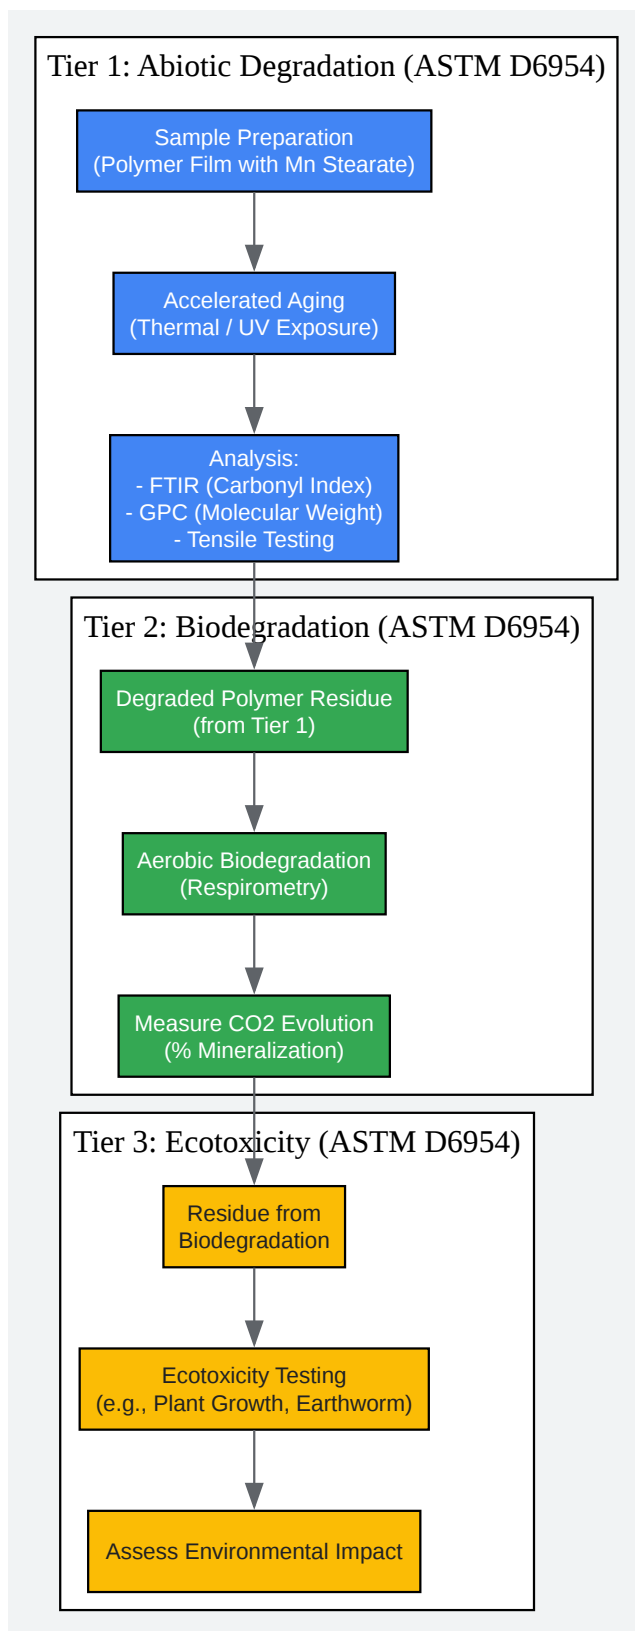 Tier 1: Abiotic Degradation (ASTM D6954)
Sample Preparation
(Polymer Film with Mn Stearate)
Accelerated Aging
(Thermal / UV Exposure)
Analysis:
- FTIR (Carbonyl Index)
- GPC (Molecular Weight)
- Tensile Testing
Tier 2: Biodegradation (ASTM D6954)
Degraded Polymer Residue
(from Tier 1)
Aerobic Biodegradation
(Respirometry)
Measure CO2 Evolution
(% Mineralization)
Tier 3: Ecotoxicity (ASTM D6954)
Residue from
Biodegradation
Ecotoxicity Testing
(e.g., Plant Growth, Earthworm)
Assess Environmental Impact